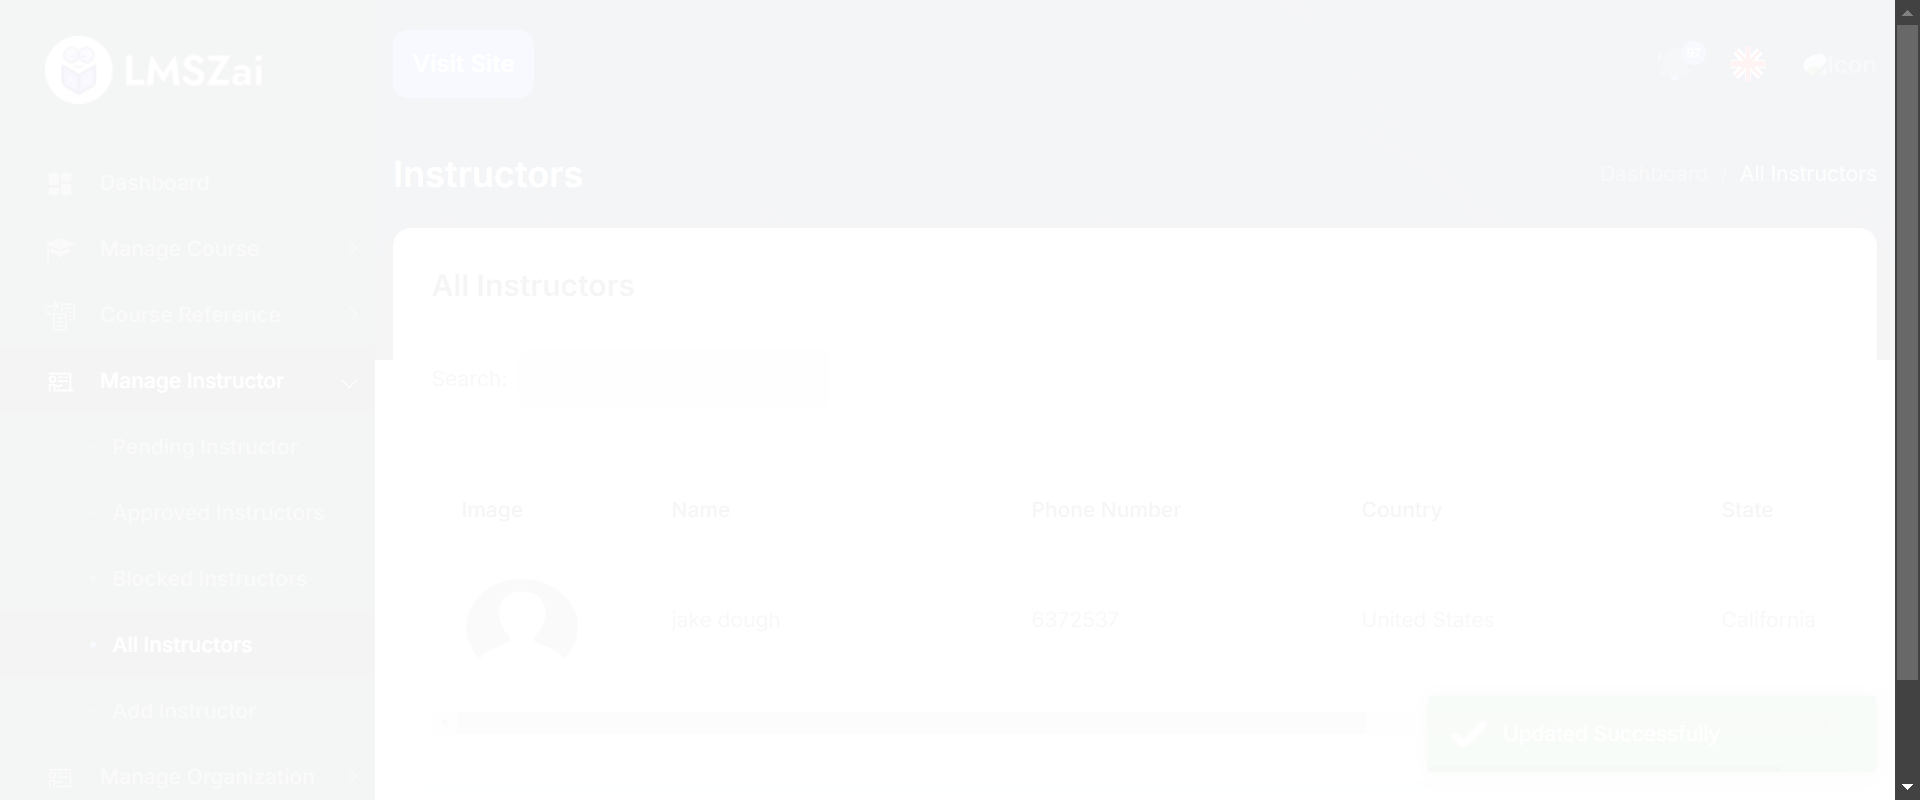 LMSZai
Visit Site
07
Icon
Instructors
Dashboard / All Instructors
Dashboard
Manage Course
Course Reference
Manage Instructor
Pending Instructor
Approved Instructors
Blocked Instructors
All Instructors
Add Instructor
Manage Organization
All Instructors
Search:
Image Name Phone Number Country State
jake dough 6372537 United States California
Updated Successfully